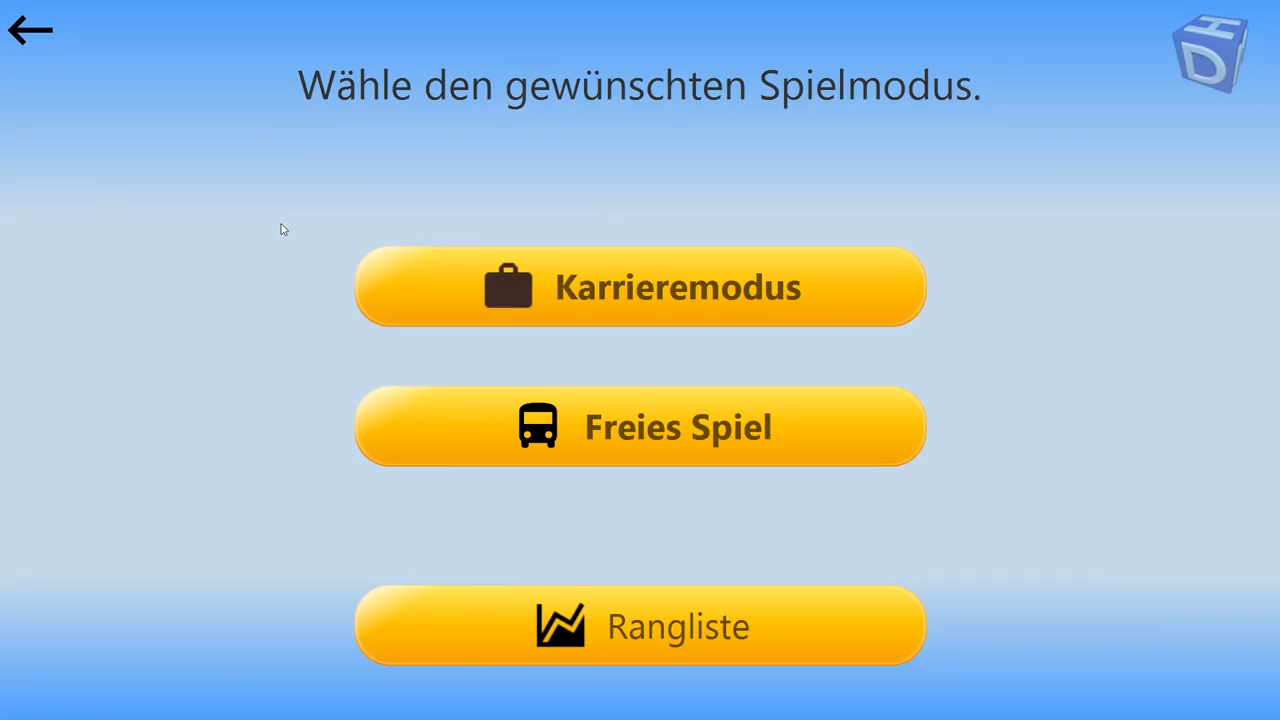 Wähle den gewünschten Spielmodus.
Karrieremodus
Freies Spiel
Rangliste